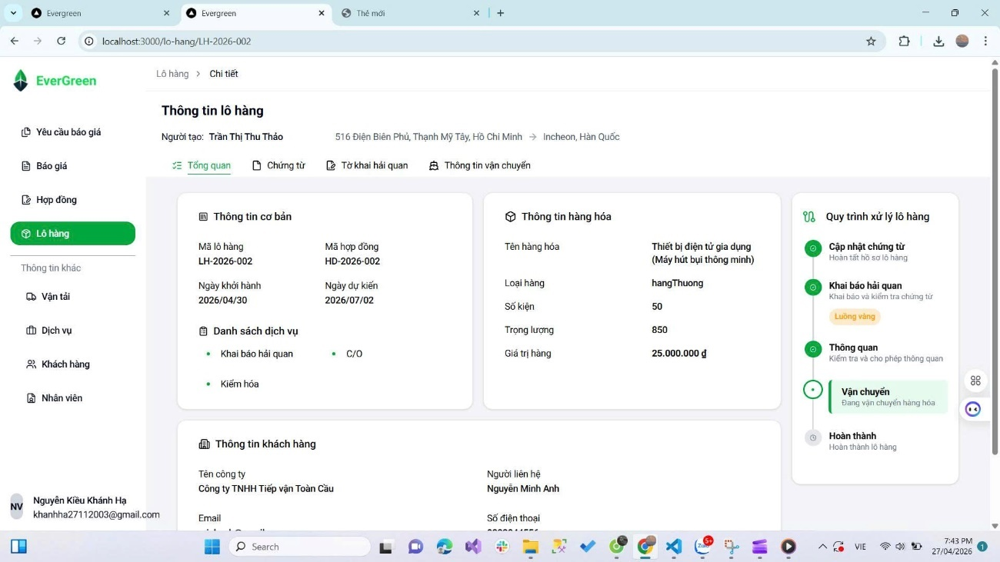 Evergreen
Evergreen
Thẻ mới
localhost:3000/lo-hang/LH-2026-002
EverGreen
Lô hàng > Chi tiết
Thông tin lô hàng
Người tạo: Trần Thị Thu Thảo 516 Điện Biên Phủ, Thạnh Mỹ Tây, Hồ Chí Minh → Incheon, Hàn Quốc
Tổng quan Chứng từ Tờ khai hải quan Thông tin vận chuyển
Yêu cầu báo giá
Báo giá
Hợp đồng
Lô hàng
Thông tin khác
Vận tải
Dịch vụ
Khách hàng
Nhân viên
NV
Nguyễn Kiều Khánh Hạ
khanhha27112003@gmail.com
Thông tin cơ bản
Mã lô hàng Mã hợp đồng
LH-2026-002 HD-2026-002
Ngày khởi hành Ngày dự kiến
2026/04/30 2026/07/02
Danh sách dịch vụ
Khai báo hải quan C/O
Kiểm hóa
Thông tin hàng hóa
Tên hàng hóa Thiết bị điện tử gia dụng
(Máy hút bụi thông minh)
Loại hàng hangThuong
Số kiện 50
Trọng lượng 850
Giá trị hàng 25.000.000 ₫
Quy trình xử lý lô hàng
Cập nhật chứng từ
Hoàn tất hồ sơ lô hàng
Khai báo hải quan
Khai báo và kiểm tra chứng từ
Luồng vàng
Thông quan
Kiểm tra và cho phép thông quan
Vận chuyển
Đang vận chuyển hàng hóa
Hoàn thành
Hoàn thành lô hàng
Thông tin khách hàng
Tên công ty Người liên hệ
Công ty TNHH Tiếp vận Toàn Cầu Nguyễn Minh Anh
Email Số điện thoại
Search
Zalo
5+
VIE
7:43 PM
27/04/2026
1